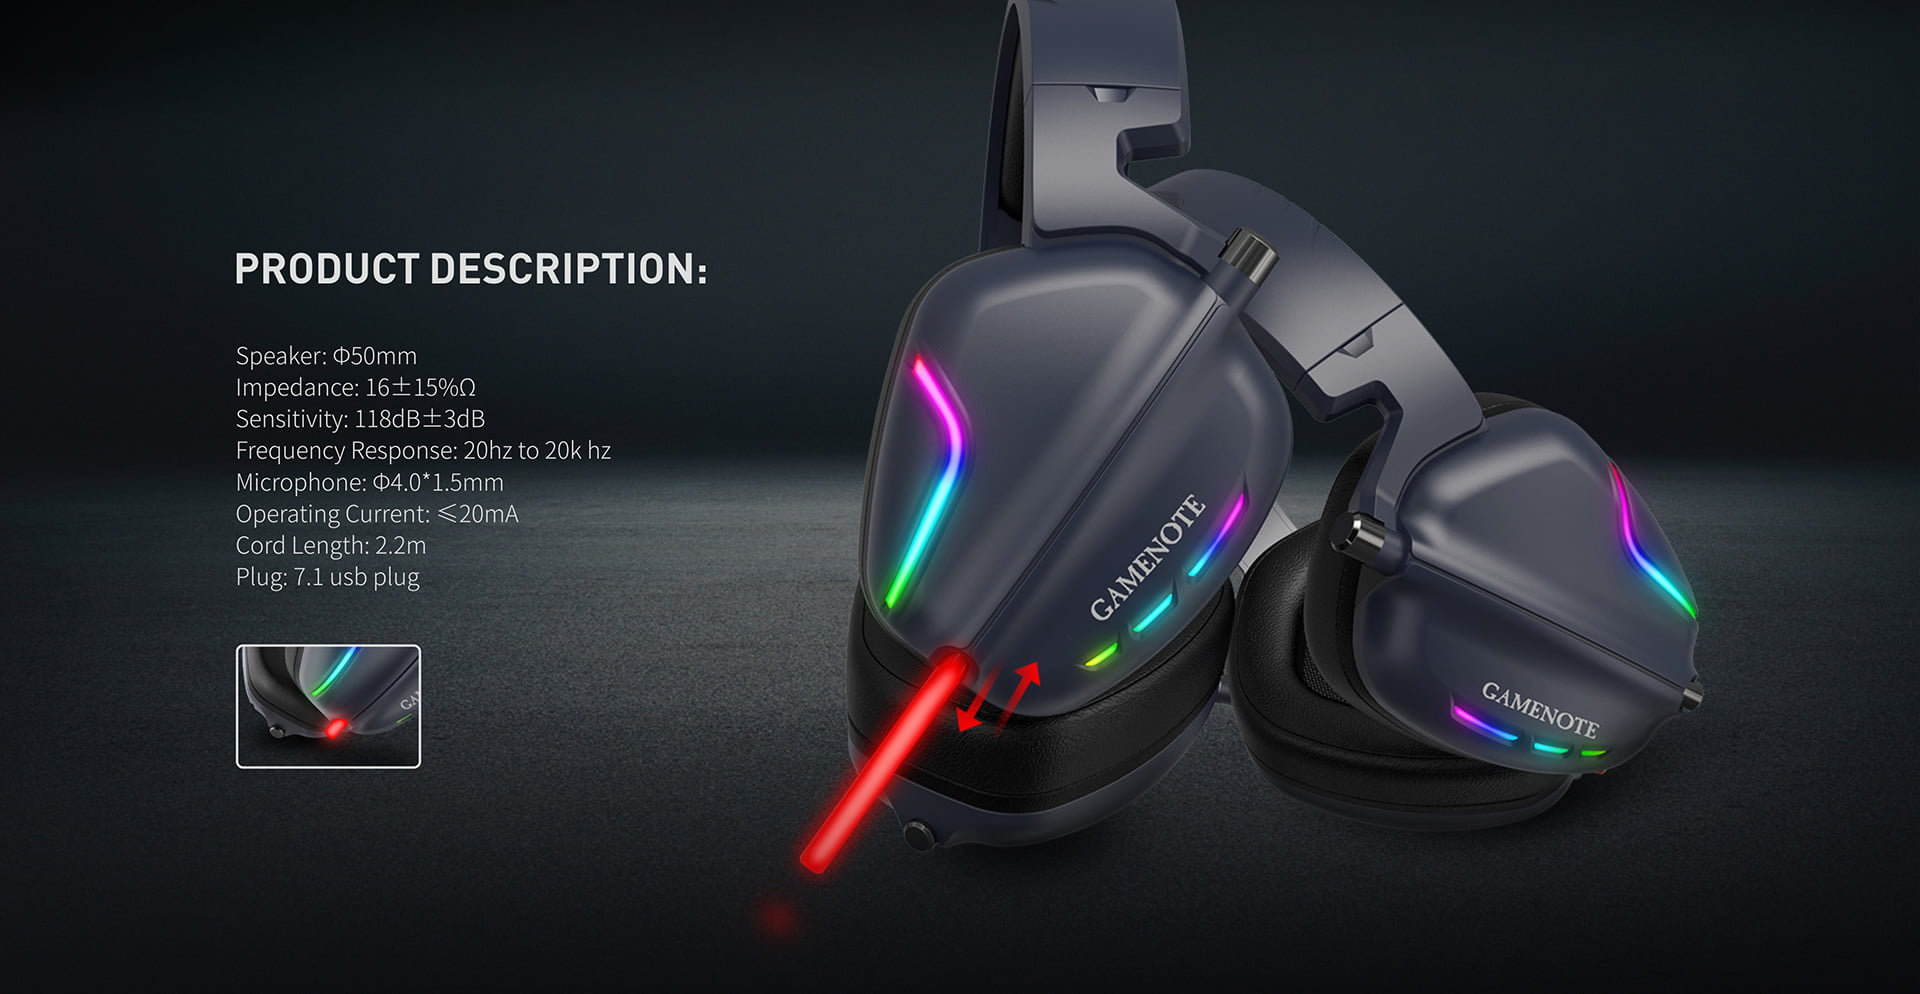 PRODUCT DESCRIPTION:
Speaker: Φ50mm
Impedance: 16±15%Ω
Sensitivity: 118dB±3dB
Frequency Response: 20hz to 20k hz
Microphone: Φ4.0*1.5mm
Operating Current: ≤20mA
Cord Length: 2.2m
Plug: 7.1 usb plug
GAMENOTE
GAMENOTE
GA